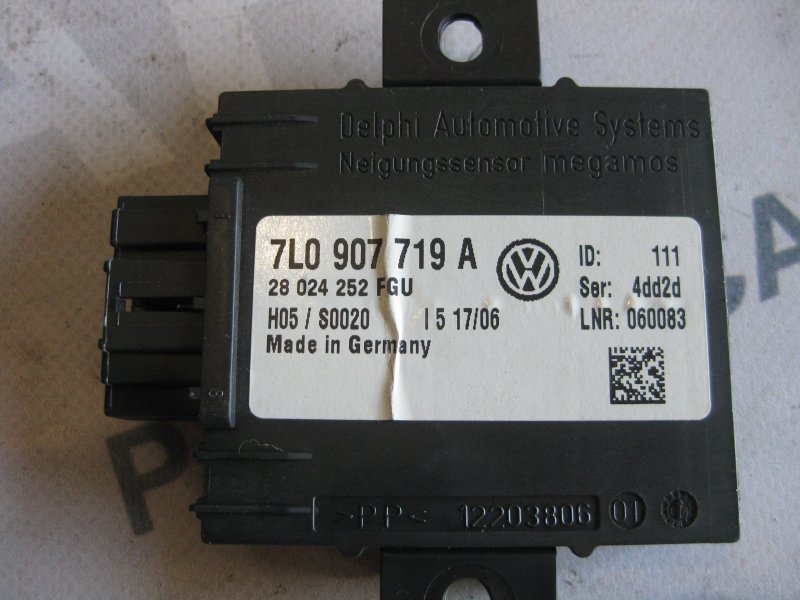 Delphi Automotive Systems
Neigungssensor megamos
7L0 907 719 A
28 024 252 FGU
H05 / S0020 I 5 17/06
Made in Germany
ID: 111
Ser: 4dd2d
LNR: 060083
8
>PP< 12203806 01